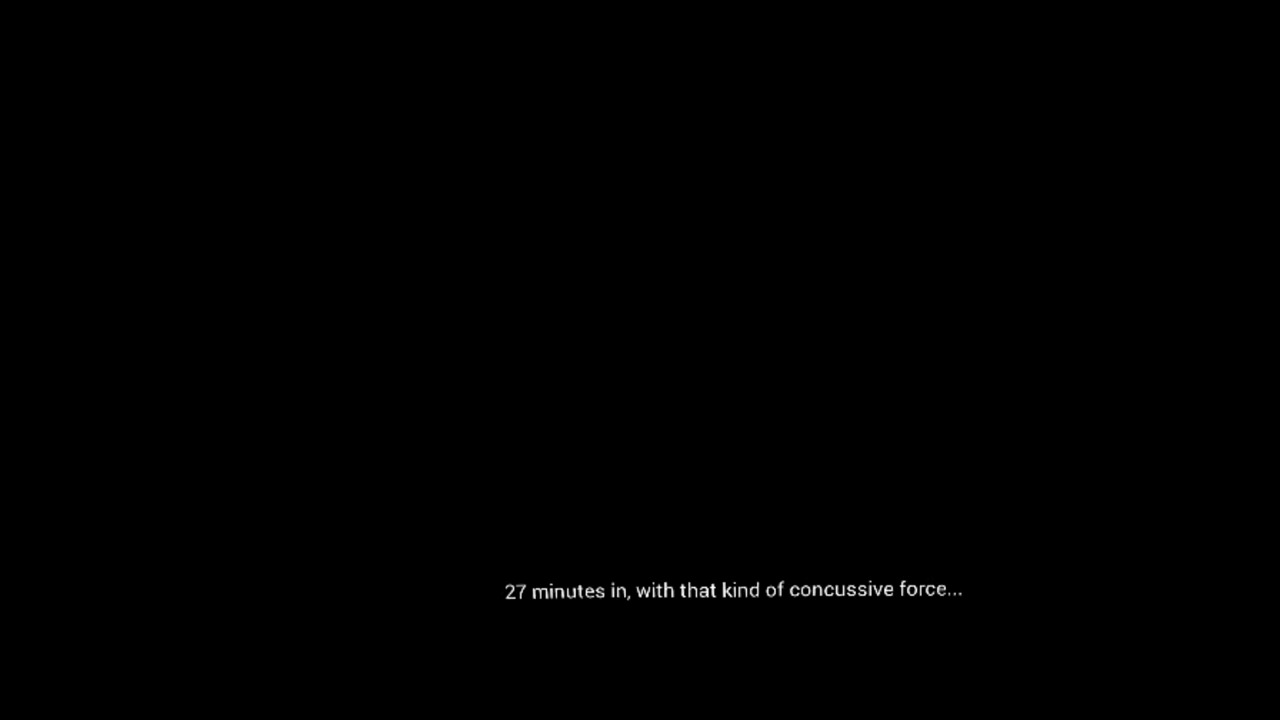 27 minutes in, with that kind of concussive force...